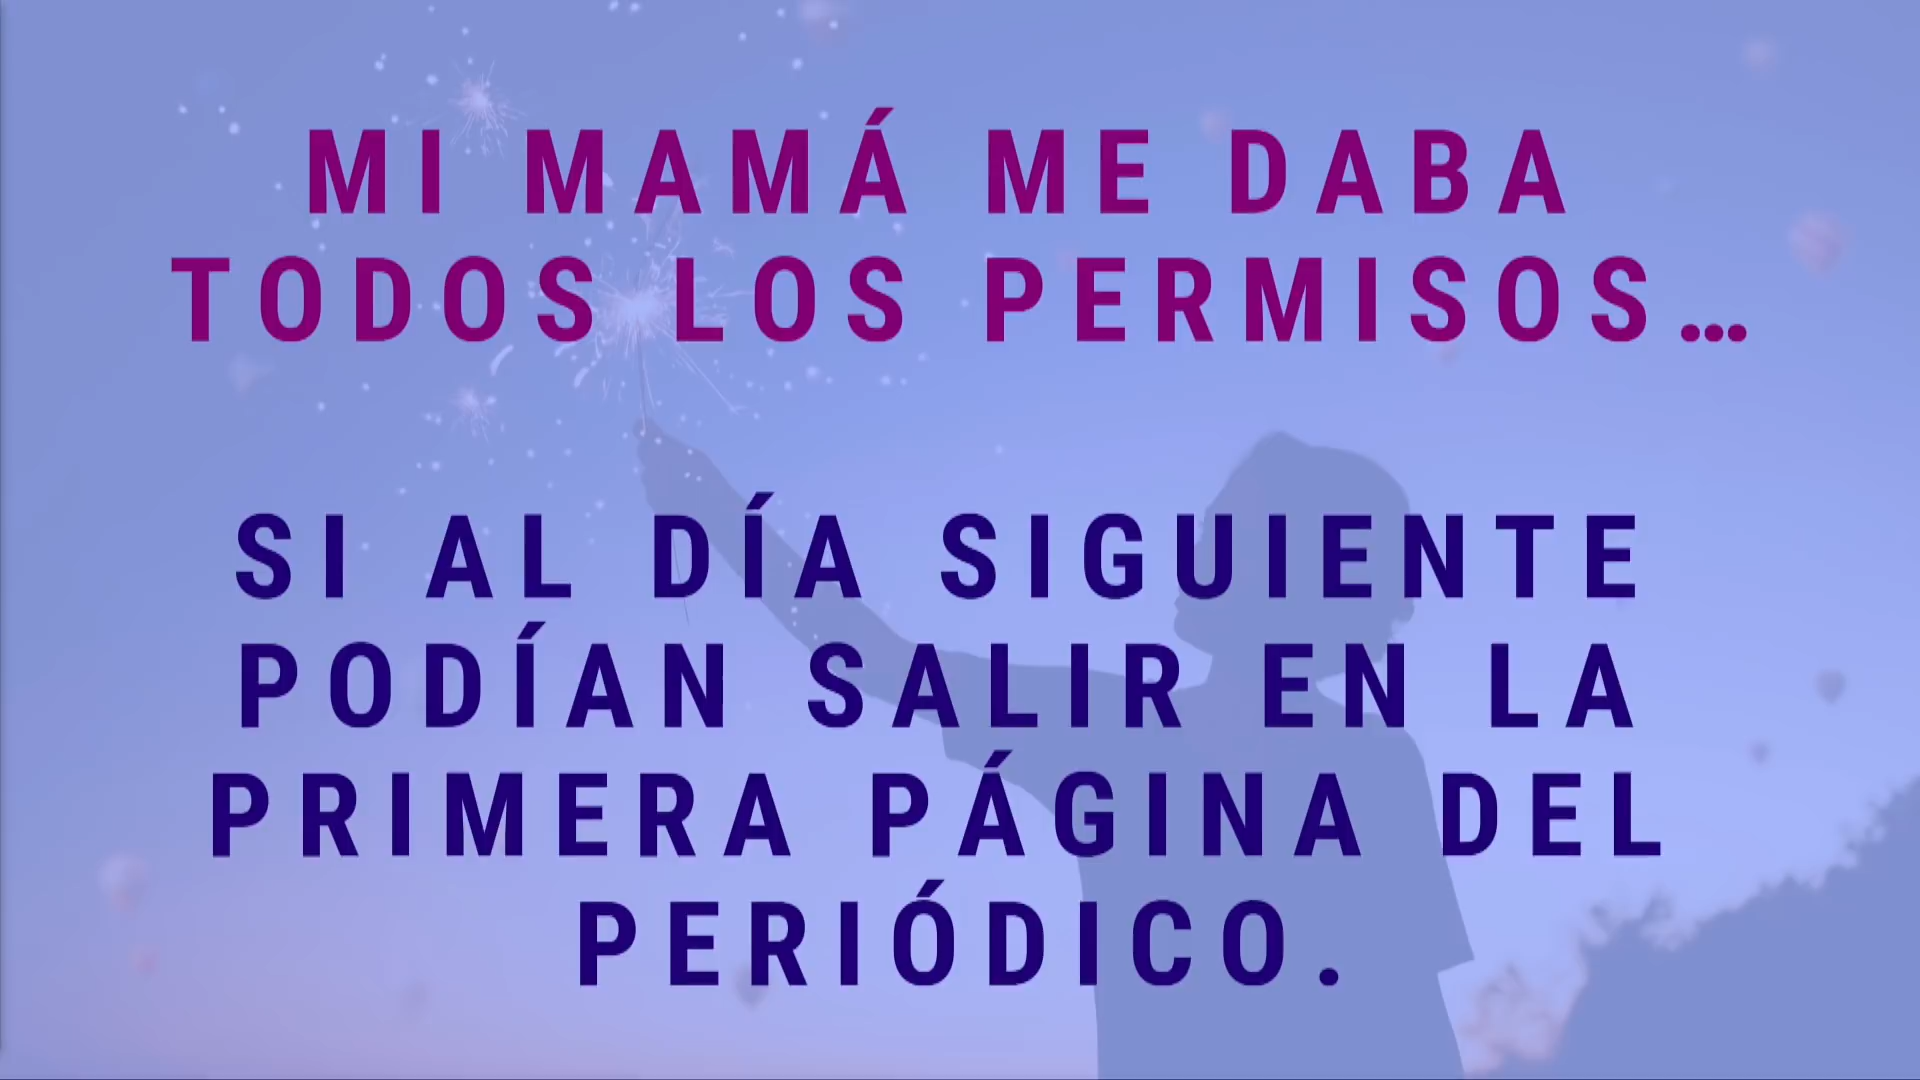 MI MAMÁ ME DABA
TODOS LOS PERMISOS…
SI AL DÍA SIGUIENTE
PODÍAN SALIR EN LA
PRIMERA PÁGINA DEL
PERIÓDICO.